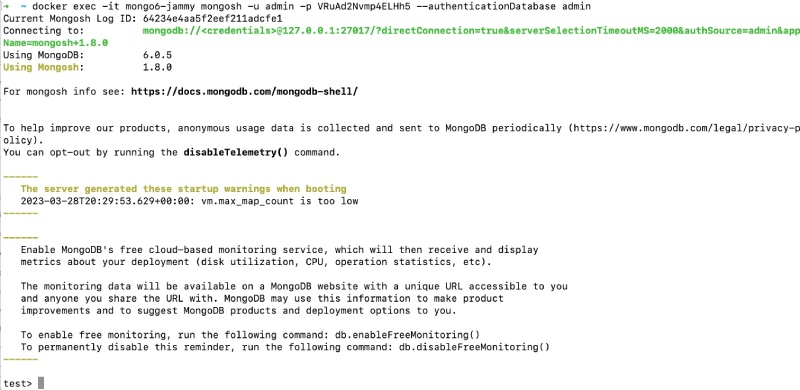 → ~ docker exec -it mongo6-jammy mongosh -u admin -p VRuAd2Nvmp4ELHh5 --authenticationDatabase admin
Current Mongosh Log ID: 64234e4aa5f2eef211adcfe1
Connecting to: mongodb://<credentials>@127.0.0.1:27017/?directConnection=true&serverSelectionTimeoutMS=2000&authSource=admin&app
Name=mongosh+1.8.0
Using MongoDB: 6.0.5
Using Mongosh: 1.8.0
For mongosh info see: https://docs.mongodb.com/mongodb-shell/
To help improve our products, anonymous usage data is collected and sent to MongoDB periodically (https://www.mongodb.com/legal/privacy-p
olicy).
You can opt-out by running the disableTelemetry() command.
------
The server generated these startup warnings when booting
2023-03-28T20:29:53.629+00:00: vm.max_map_count is too low
------
------
Enable MongoDB's free cloud-based monitoring service, which will then receive and display
metrics about your deployment (disk utilization, CPU, operation statistics, etc).
The monitoring data will be available on a MongoDB website with a unique URL accessible to you
and anyone you share the URL with. MongoDB may use this information to make product
improvements and to suggest MongoDB products and deployment options to you.
To enable free monitoring, run the following command: db.enableFreeMonitoring()
To permanently disable this reminder, run the following command: db.disableFreeMonitoring()
------
test>